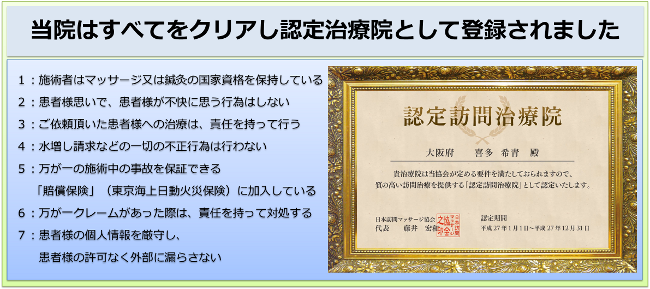 当院はすべてをクリアし認定治療院として登録されました
1：施術者はマッサージ又は鍼灸の国家資格を保持している
2：患者様思いで、患者様が不快に思う行為はしない
3：ご依頼頂いた患者様への治療は、責任を持って行う
4：水増し請求などの一切の不正行為は行わない
5：万が一の施術中の事故を保証できる
「賠償保険」（東京海上日動火災保険）に加入している
6：万が一クレームがあった際は、責任を持って対処する
7：患者様の個人情報を厳守し、
患者様の許可なく外部に漏らさない
認定訪問治療院
大阪府 喜多 希晋 殿
貴治療院は当協会が定める要件を満たしておられますので、
質の高い訪問治療を提供する「認定訪問治療院」として認定いたします。
日本訪問マッサージ協会
代表 藤井 宏和
認定期間
平成27年1月1日〜平成27年12月31日